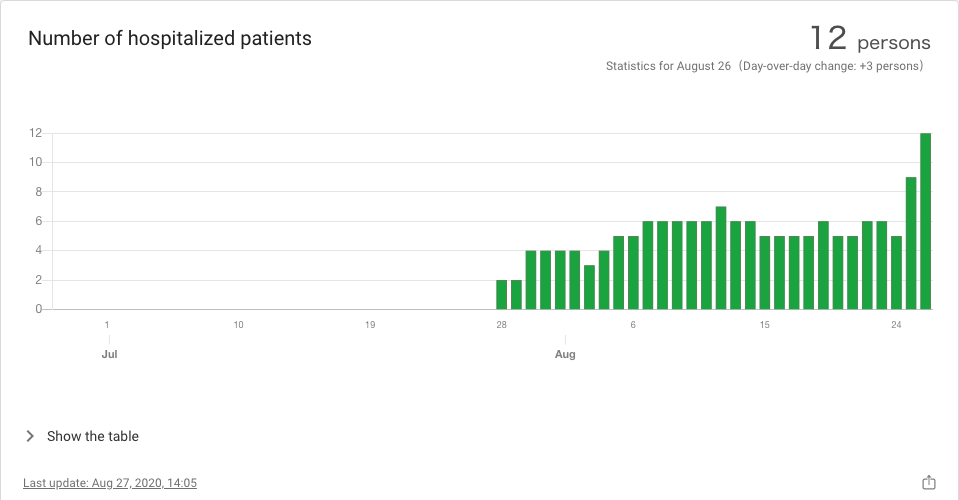 Number of hospitalized patients
12 persons
Statistics for August 26（Day-over-day change: +3 persons）
12
10
8
6
4
2
0
1 10 19 28 6 15 24
Jul Aug
Show the table
Last update: Aug 27, 2020, 14:05